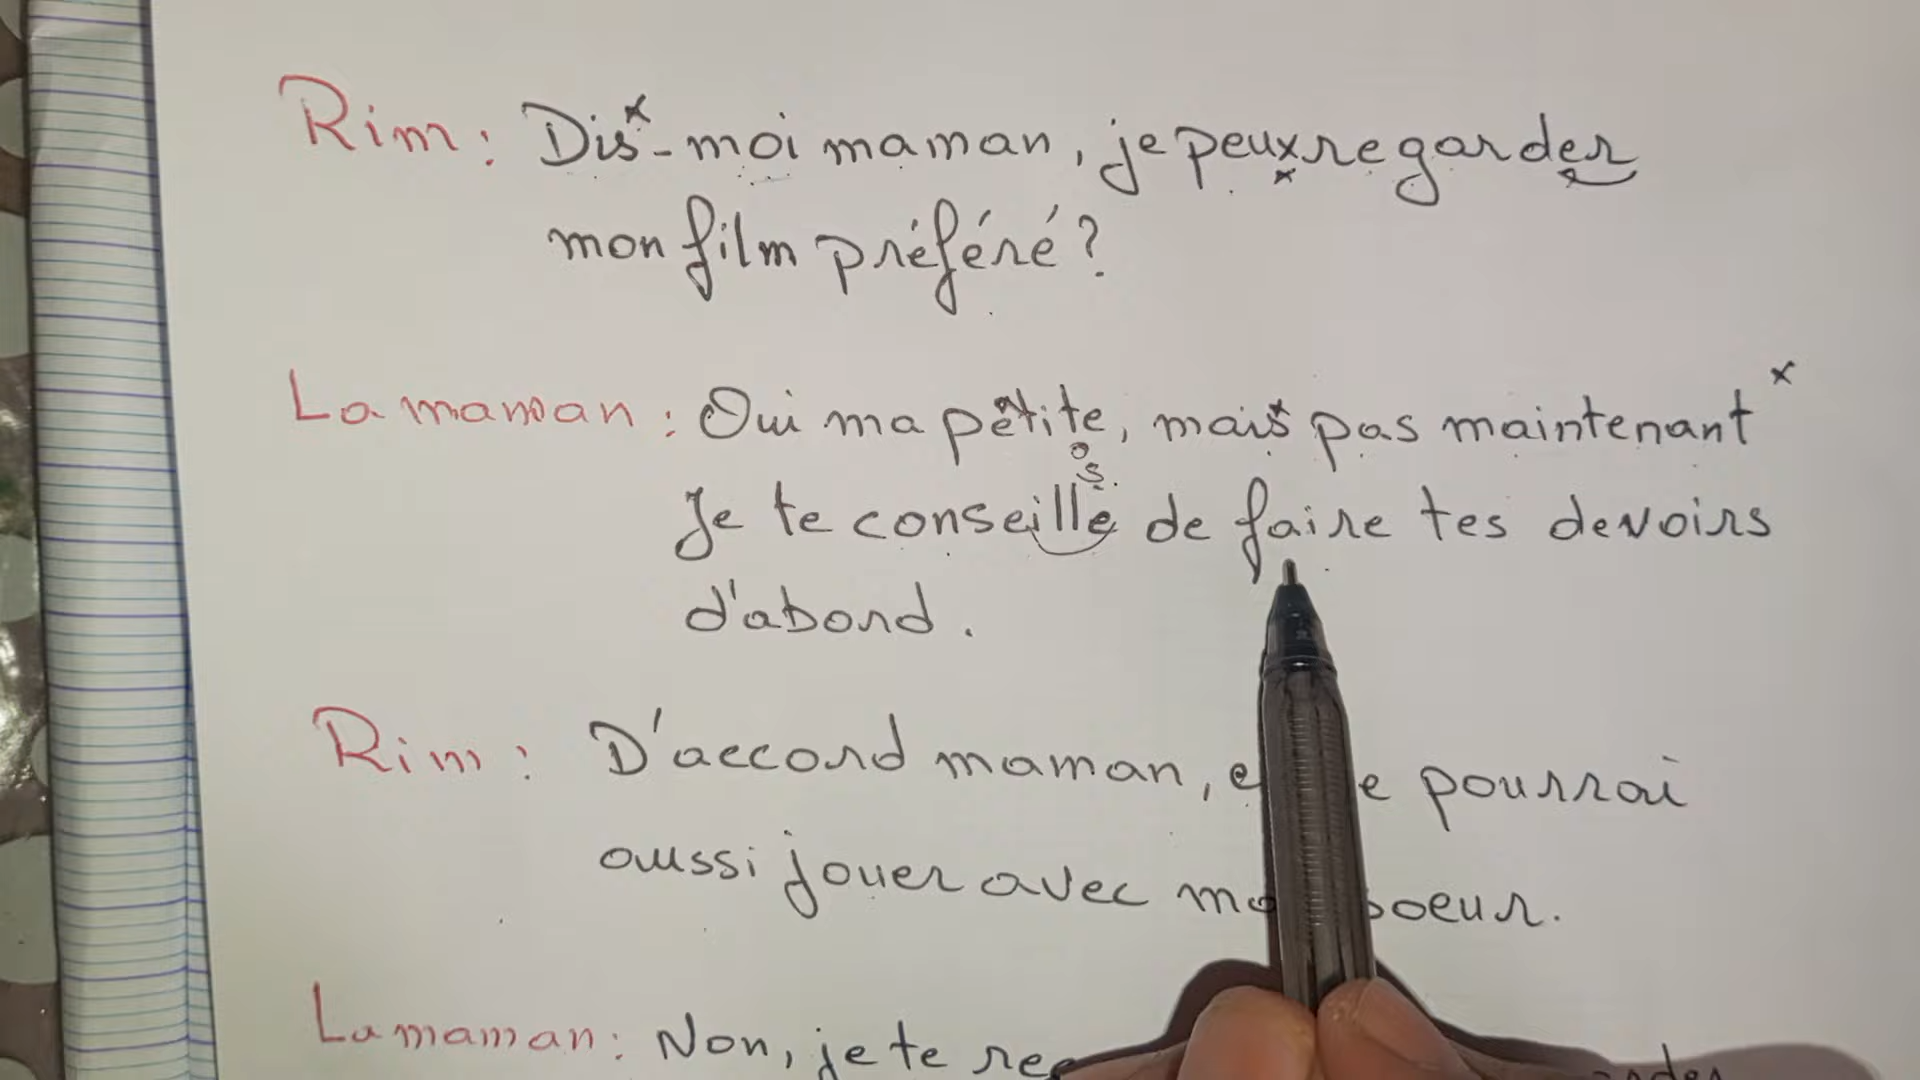 Rim : Dis-moi maman, je peux regarder
mon film préféré ?
La maman : Oui ma petite, mais pas maintenant
Je te conseille de faire tes devoirs
d'abord .
Rim : D'accord maman, pourrai
aussi jouer avec soeur.
La maman : Non, je te